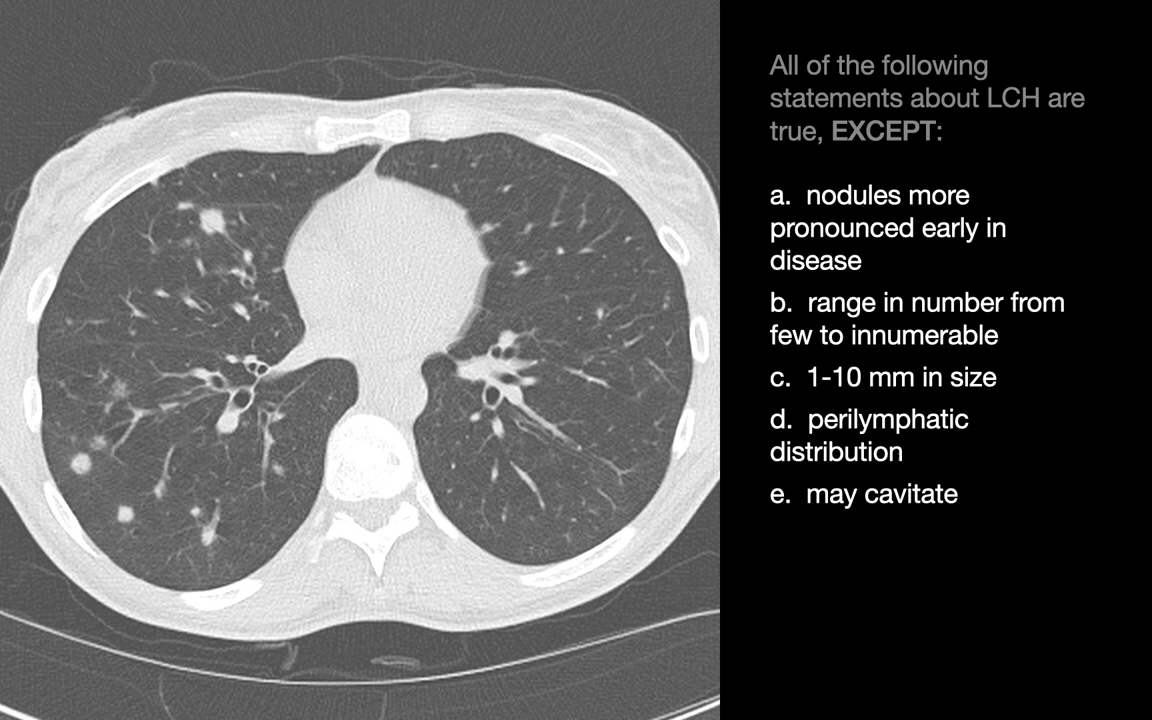 All of the following
statements about LCH are
true, EXCEPT:
a. nodules more
pronounced early in
disease
b. range in number from
few to innumerable
c. 1-10 mm in size
d. perilymphatic
distribution
e. may cavitate